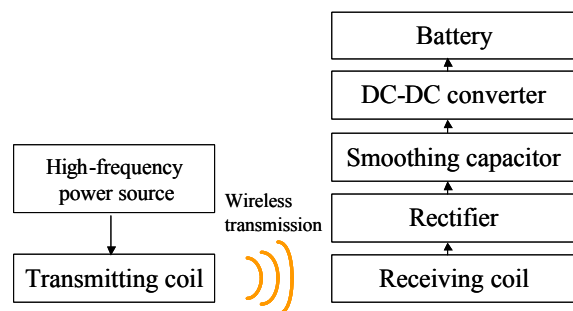 High-frequency
power source
Transmitting coil
Wireless
transmission
Battery
DC-DC converter
Smoothing capacitor
Rectifier
Receiving coil